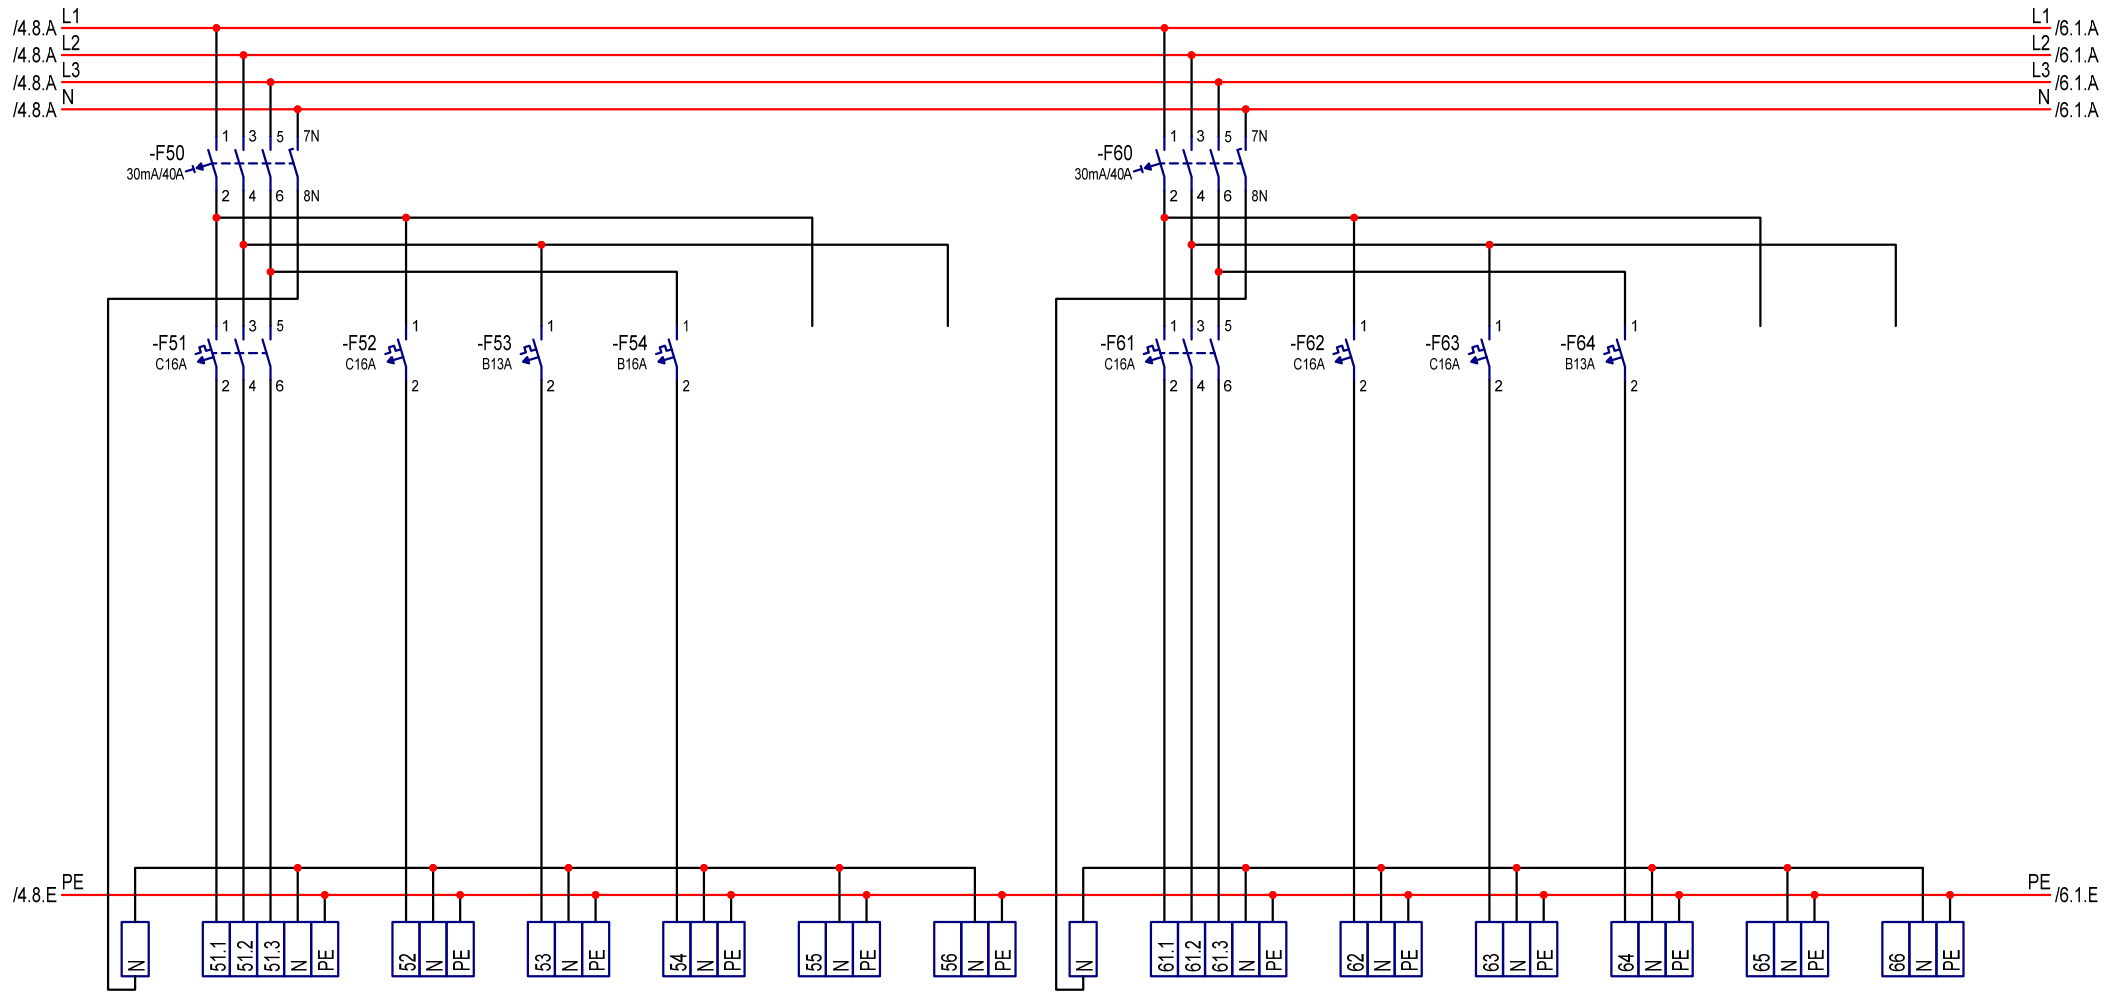 L1 L1
/4.8.A /6.1.A
L2 L2
/4.8.A /6.1.A
L3 L3
/4.8.A /6.1.A
N N
/4.8.A /6.1.A
1 3 5 7N 1 3 5 7N
-F50 -F60
30mA/40A 30mA/40A
2 4 6 8N 2 4 6 8N
1 3 5 1 1 1 1 3 5 1 1 1
-F51 -F52 -F53 -F54 -F61 -F62 -F63 -F64
C16A C16A B13A B16A C16A C16A C16A B13A
2 4 6 2 2 2 2 4 6 2 2 2
PE PE
/4.8.E /6.1.E
N 51.1 51.2 51.3 N PE 52 N PE 53 N PE 54 N PE 55 N PE 56 N PE N 61.1 61.2 61.3 N PE 62 N PE 63 N PE 64 N PE 65 N PE 66 N PE